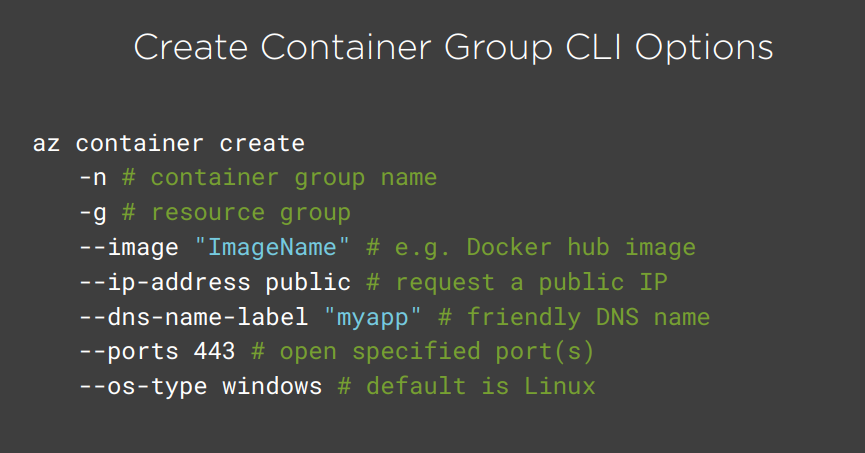 Create Container Group CLI Options
az container create
-n # container group name
-g # resource group
--image "ImageName" # e.g. Docker hub image
--ip-address public # request a public IP
--dns-name-label "myapp" # friendly DNS name
--ports 443 # open specified port(s)
--os-type windows # default is Linux